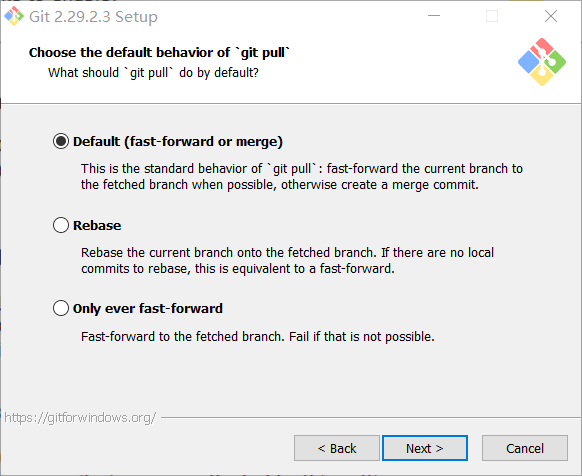 Git 2.29.2.3 Setup
Choose the default behavior of `git pull`
What should `git pull` do by default?
Default (fast-forward or merge)
This is the standard behavior of `git pull`: fast-forward the current branch to
the fetched branch when possible, otherwise create a merge commit.
Rebase
Rebase the current branch onto the fetched branch. If there are no local
commits to rebase, this is equivalent to a fast-forward.
Only ever fast-forward
Fast-forward to the fetched branch. Fail if that is not possible.
https://gitforwindows.org/
< Back
Next >
Cancel